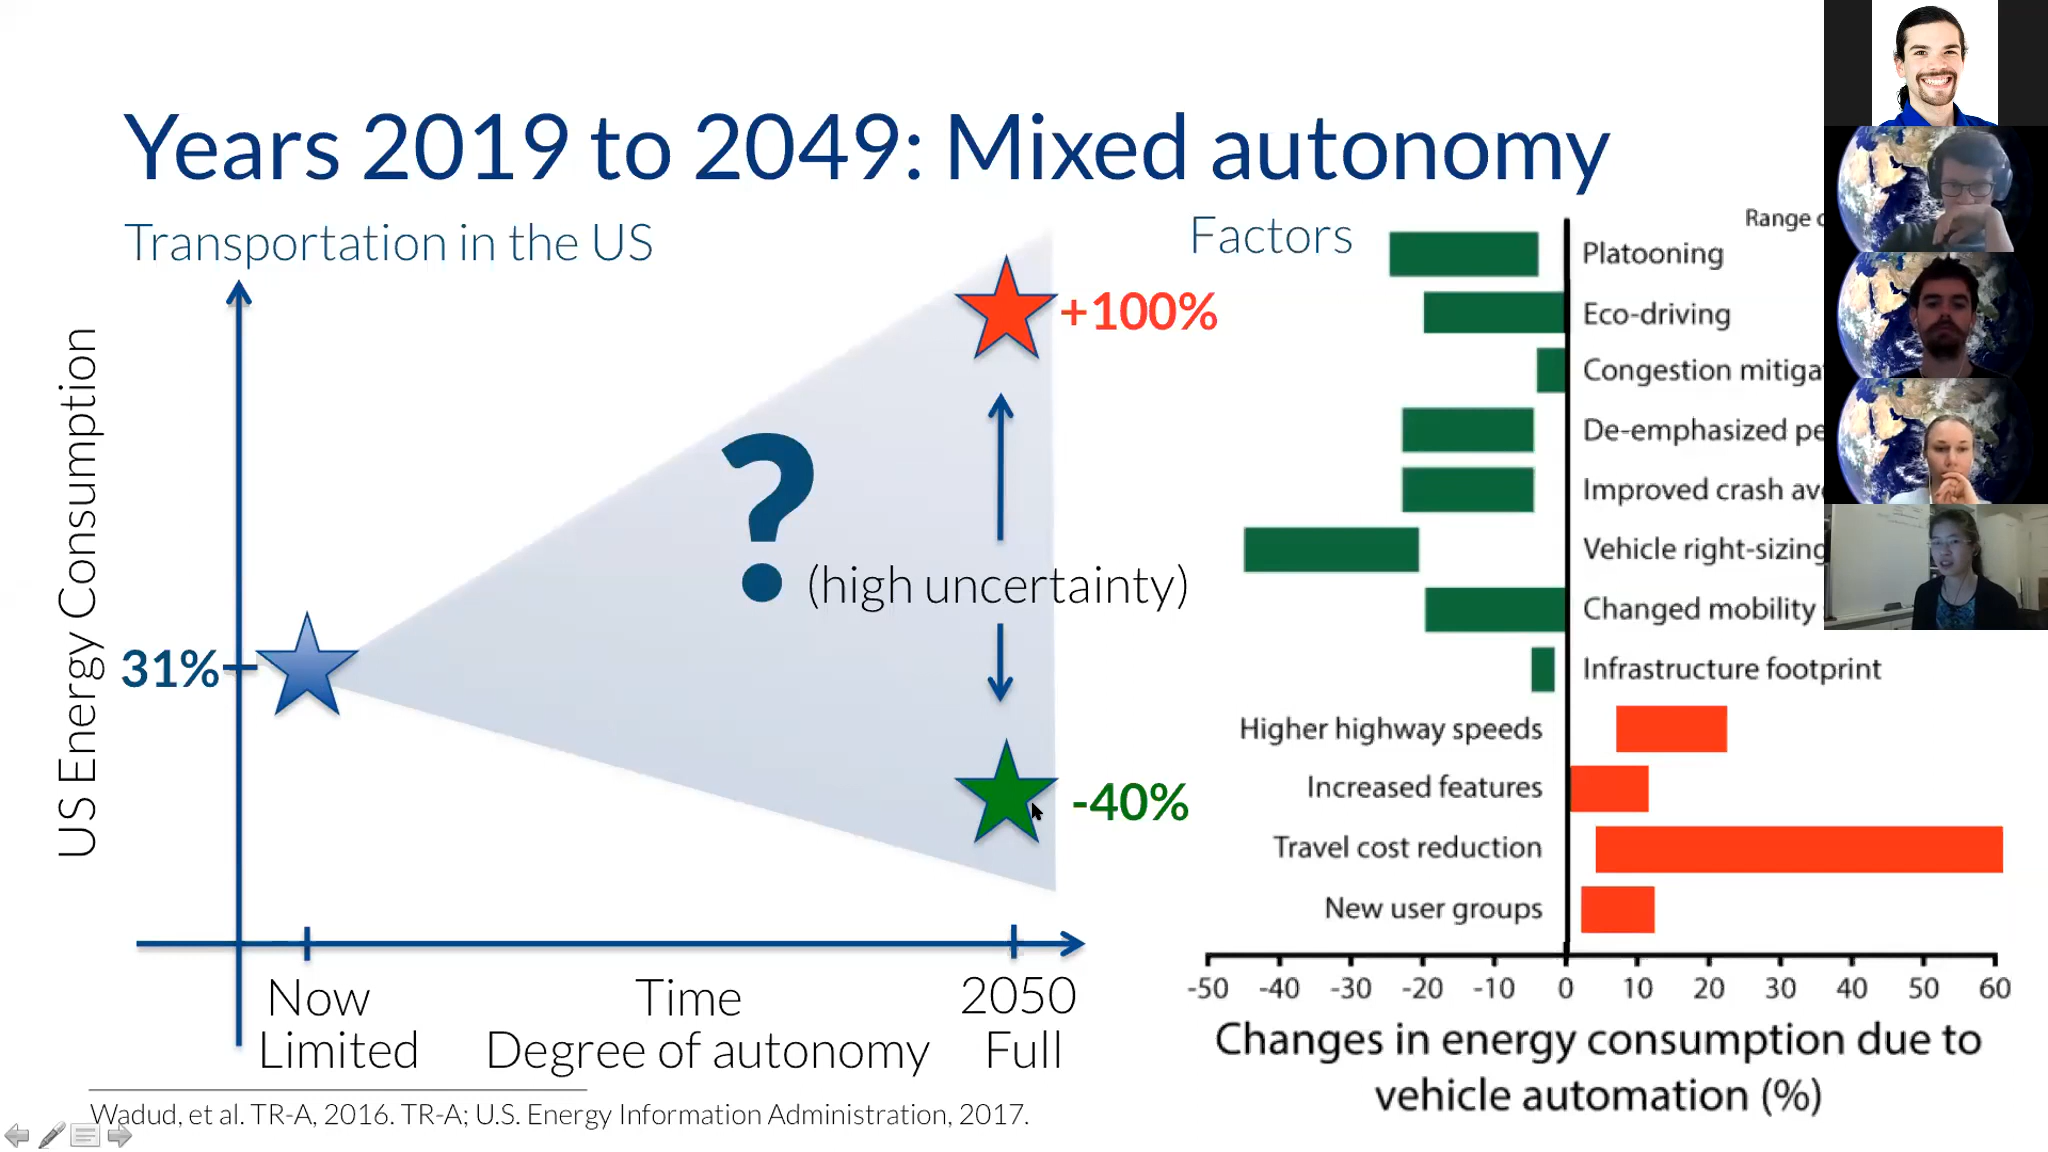 Years 2019 to 2049: Mixed autonomy
Transportation in the US
US Energy Consumption
31%
+100%
?
(high uncertainty)
-40%
Now
Time
2050
Limited
Degree of autonomy
Full
Factors
Range
Platooning
Eco-driving
Congestion
De-emphasized
Improved crash
Vehicle right-sizing
Changed mobility
Infrastructure footprint
Higher highway speeds
Increased features
Travel cost reduction
New user groups
-50 -40 -30 -20 -10 0 10 20 30 40 50 60
Changes in energy consumption due to
vehicle automation (%)
Wadud, et al. TR-A, 2016. TR-A; U.S. Energy Information Administration, 2017.